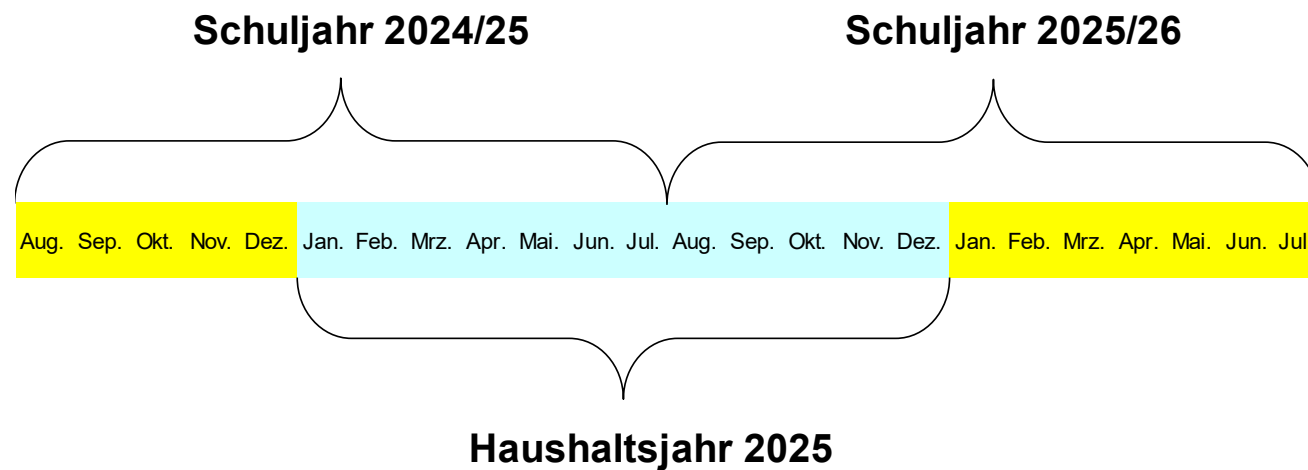 Schuljahr 2024/25 Schuljahr 2025/26
Aug. Sep. Okt. Nov. Dez. Jan. Feb. Mrz. Apr. Mai. Jun. Jul. Aug. Sep. Okt. Nov. Dez. Jan. Feb. Mrz. Apr. Mai. Jun. Jul
Haushaltsjahr 2025